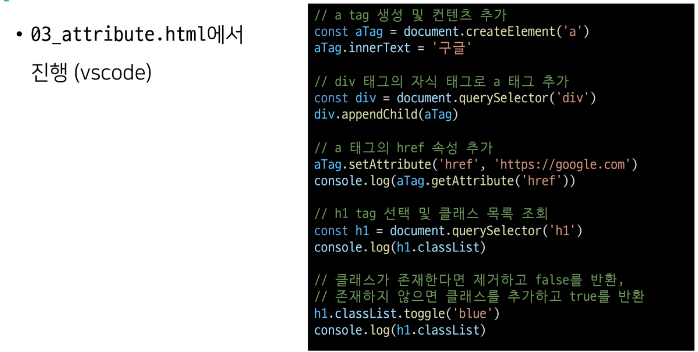 • 03_attribute.html에서
진행 (vscode)
// a tag 생성 및 컨텐츠 추가
const aTag = document.createElement('a')
aTag.innerText = '구글'
// div 태그의 자식 태그로 a 태그 추가
const div = document.querySelector('div')
div.appendChild(aTag)
// a 태그의 href 속성 추가
aTag.setAttribute('href', 'https://google.com')
console.log(aTag.getAttribute('href'))
// h1 tag 선택 및 클래스 목록 조회
const h1 = document.querySelector('h1')
console.log(h1.classList)
// 클래스가 존재한다면 제거하고 false를 반환,
// 존재하지 않으면 클래스를 추가하고 true를 반환
h1.classList.toggle('blue')
console.log(h1.classList)